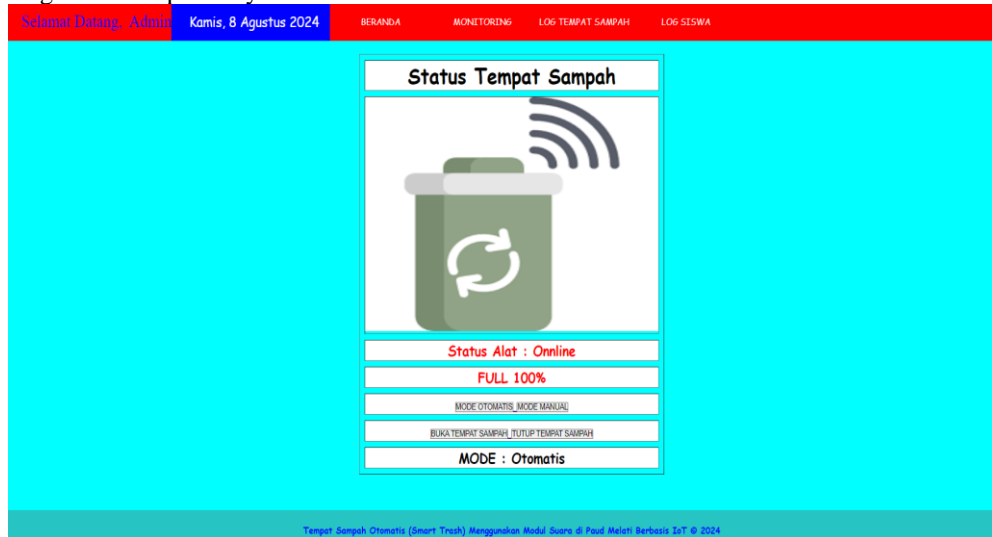 Selamat Datang, Admin Kamis, 8 Agustus 2024 BERANDA MONITORING LOG TEMPAT SAMPAH LOG SISWA
Status Tempat Sampah
Status Alat : Onnline
FULL 100%
MODE OTOMATIS MODE MANUAL
BUKA TEMPAT SAMPAH TUTUP TEMPAT SAMPAH
MODE : Otomatis
Tempat Sampah Otomatis (Smart Trash) Menggunakan Modul Suara di Paud Melati Berbasis IoT © 2024